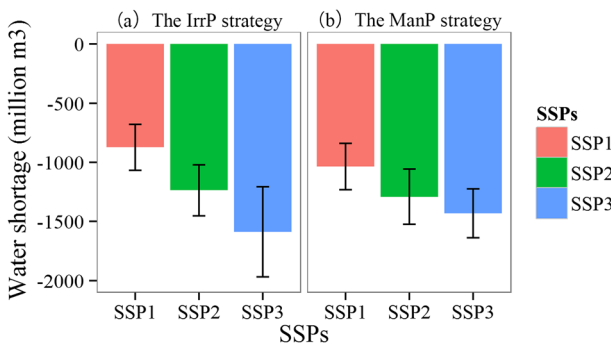 (a) The IrrP strategy
(b) The ManP strategy
Water shortage (million m3)
0
-500
-1000
-1500
-2000
SSP1 SSP2 SSP3
SSP1 SSP2 SSP3
SSPs
SSPs
SSP1
SSP2
SSP3